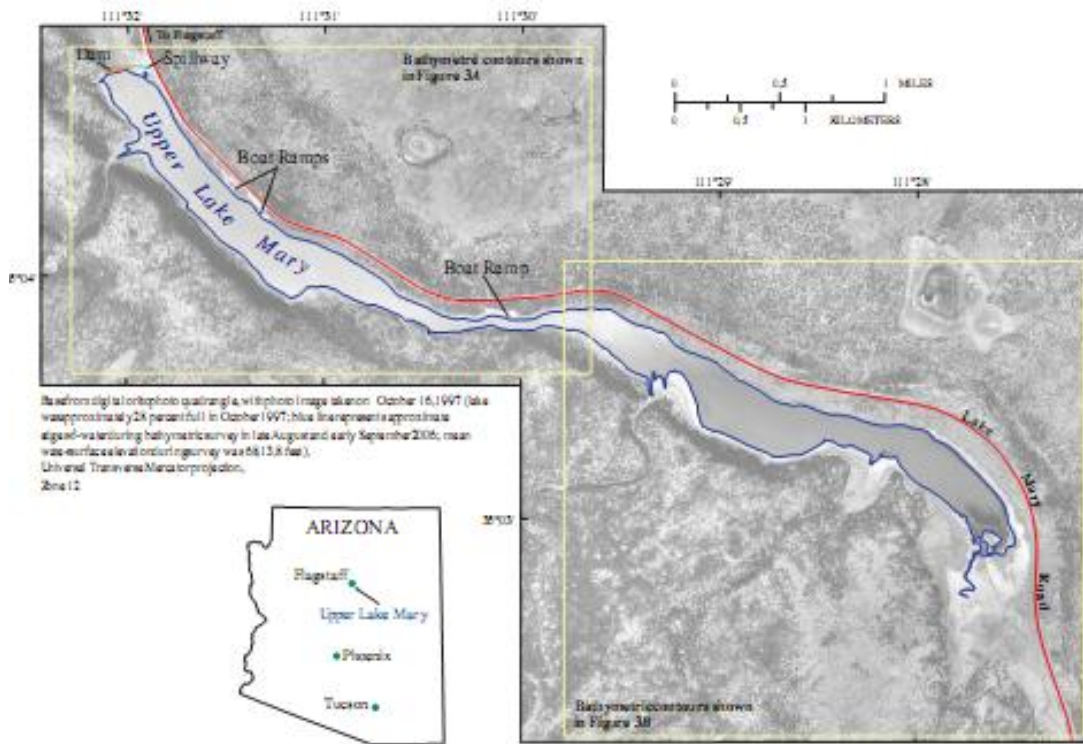 111°32'
111°31'
111°30'
To Flagstaff
Dam
Spillway
Bathymetric contours shown
in Figure 3A
0 0.5 1 MILES
0 0.5 1 KILOMETERS
Boat Ramps
Upper Lake Mary
111°29'
111°28'
Boat Ramp
Base from digital orthophoto quadrangle, with photo image taken on October 16, 1997 (lake
was approximately 28 percent full in October 1997; blue line represents approximate
edge-of-water during bathymetric survey in late August and early September 2006; mean
water-surface elevation during survey was 6813.8 feet),
Universal Transverse Mercator projection,
Zone 12
Lake Mary Road
ARIZONA
Flagstaff
Upper Lake Mary
Phoenix
Tucson
Bathymetric contours shown
in Figure 3B